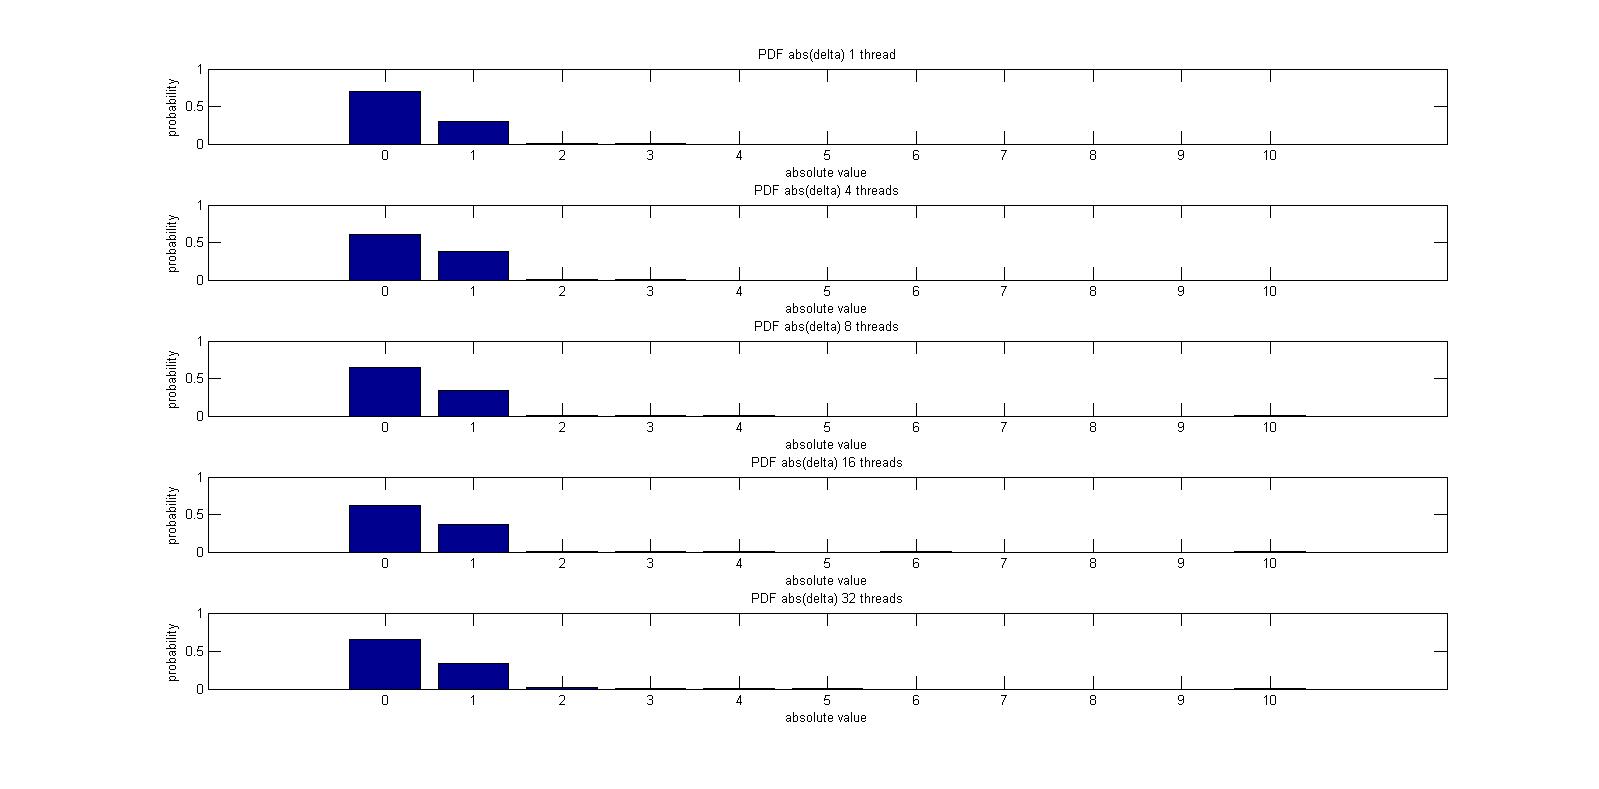 PDF abs(delta) 1 thread
1
0.5
0
probability
0 1 2 3 4 5 6 7 8 9 10
absolute value
PDF abs(delta) 4 threads
1
0.5
0
probability
0 1 2 3 4 5 6 7 8 9 10
absolute value
PDF abs(delta) 8 threads
1
0.5
0
probability
0 1 2 3 4 5 6 7 8 9 10
absolute value
PDF abs(delta) 16 threads
1
0.5
0
probability
0 1 2 3 4 5 6 7 8 9 10
absolute value
PDF abs(delta) 32 threads
1
0.5
0
probability
0 1 2 3 4 5 6 7 8 9 10
absolute value